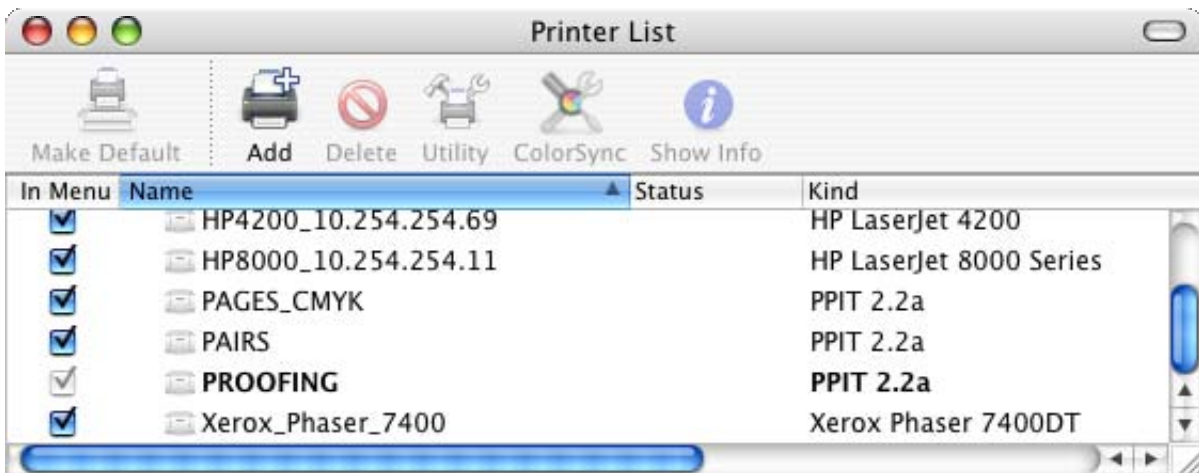 Printer List
Make Default Add Delete Utility ColorSync Show Info
In Menu Name Status Kind
HP4200_10.254.254.69 HP LaserJet 4200
HP8000_10.254.254.11 HP LaserJet 8000 Series
PAGES_CMYK PPIT 2.2a
PAIRS PPIT 2.2a
PROOFING PPIT 2.2a
Xerox_Phaser_7400 Xerox Phaser 7400DT